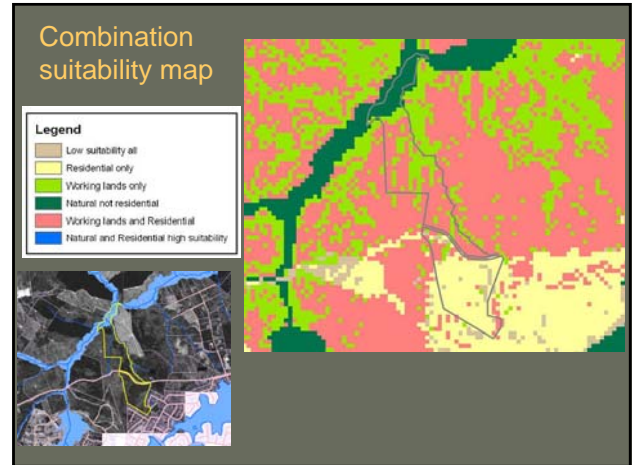 Combination
suitability map
Legend
Low suitability all
Residential only
Working lands only
Natural not residential
Working lands and Residential
Natural and Residential high suitability